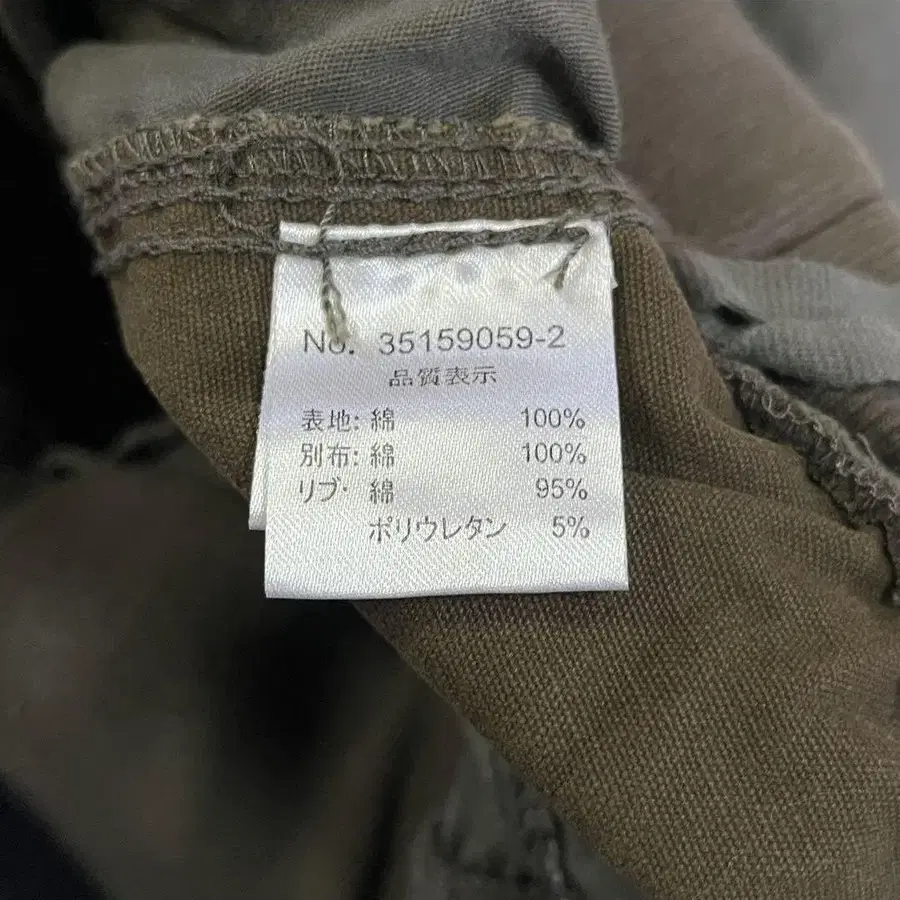 No. 35159059-2
品質表示
表地: 綿 100%
別布: 綿 100%
リブ: 綿 95%
ポリウレタン 5%